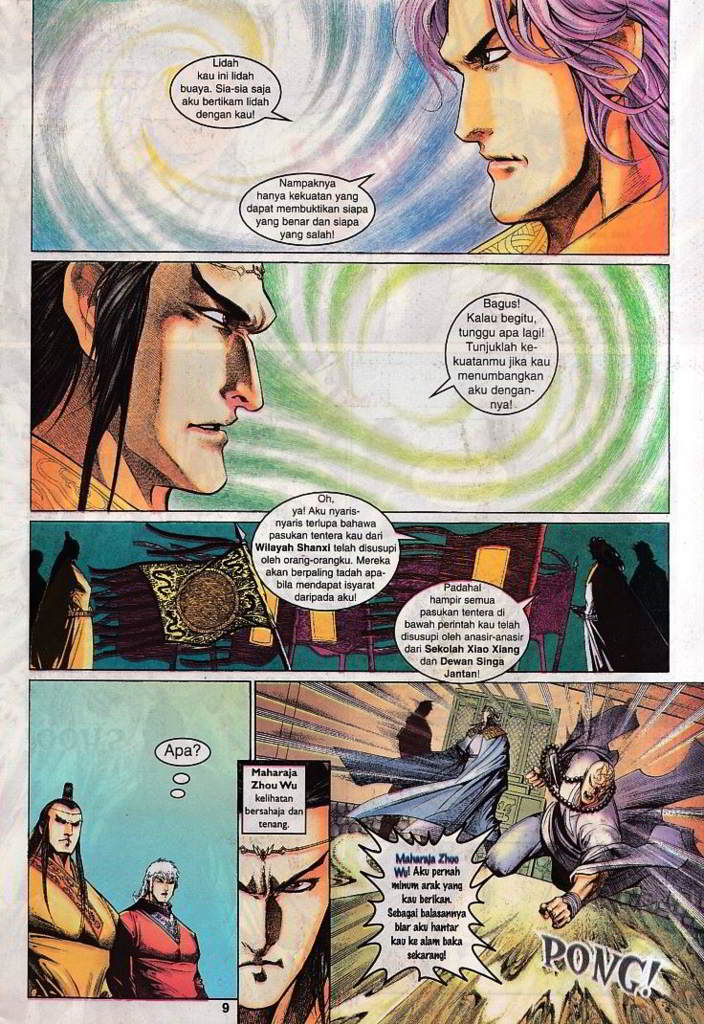 Lidah
kau ini lidah
buaya. Sia-sia saja
aku bertikam lidah
dengan kau!
Nampaknya
hanya kekuatan yang
dapat membuktikan siapa
yang benar dan siapa
yang salah!
Bagus!
Kalau begitu,
tunggu apa lagi!
Tunjuklah ke-
kuatanmu jika kau
menumbangkan
aku dengan-
nya!
Oh,
ya! Aku nyaris-
nyaris terlupa bahawa
pasukan tentera kau dari
Wilayah Shanxi telah disusupi
oleh orang-orangku. Mereka
akan berpaling tadah apa-
bila mendapat isyarat
daripada aku!
Padahal
hampir semua
pasukan tentera di
bawah perintah kau telah
disusupi oleh anasir-anasir
dari Sekolah Xiao Xiang
dan Dewan Singa
Jantan!
Apa?
Maharaja
Zhou Wu
kelihatan
bersahaja dan
tenang.
Maharaja Zhou
Wu! Aku pernah
minum arak yang
kau berikan.
Sebagai balasannya
biar aku hantar
kau ke alam baka
sekarang!
PONG!
9